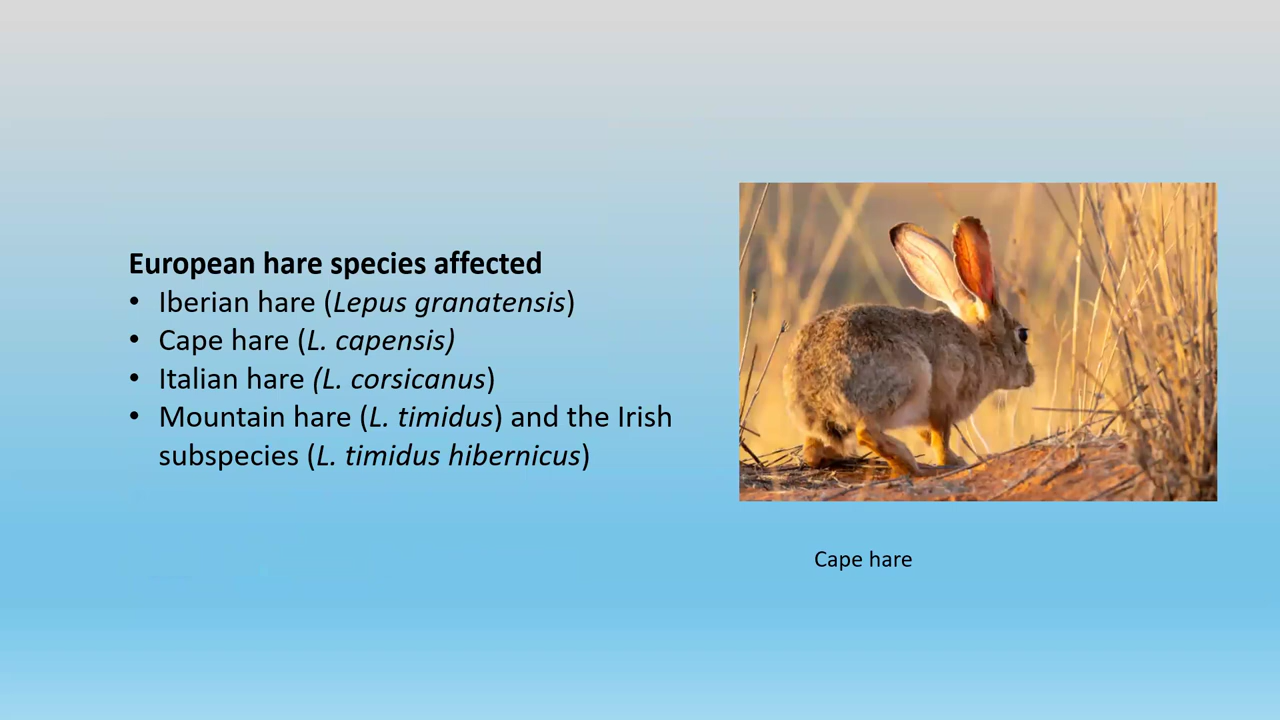 European hare species affected
• Iberian hare (Lepus granatensis)
• Cape hare (L. capensis)
• Italian hare (L. corsicanus)
• Mountain hare (L. timidus) and the Irish
subspecies (L. timidus hibernicus)
Cape hare